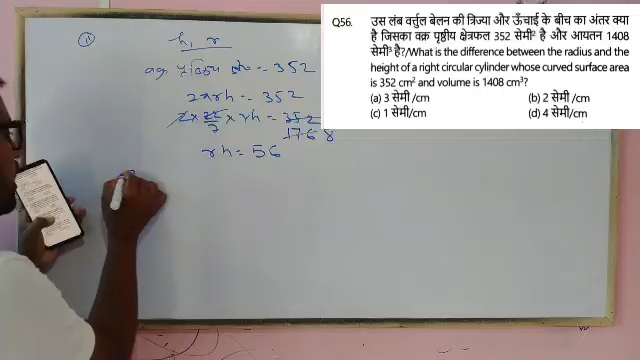 Q56. उस लंब वर्त्तुल बेलन की त्रिज्या और ऊँचाई के बीच का अंतर क्या
है जिसका वक्र पृष्ठीय क्षेत्रफल 352 सेमी² है और आयतन 1408
सेमी³ है?/What is the difference between the radius and the
height of a right circular cylinder whose curved surface area
is 352 cm² and volume is 1408 cm³?
(a) 3 सेमी/cm (b) 2 सेमी /cm
(c) 1 सेमी/cm (d) 4 सेमी/cm
① h, r
वक्र = 352
2πrh = 352
2 × 22/7 × rh = 352
176 8
rh = 56